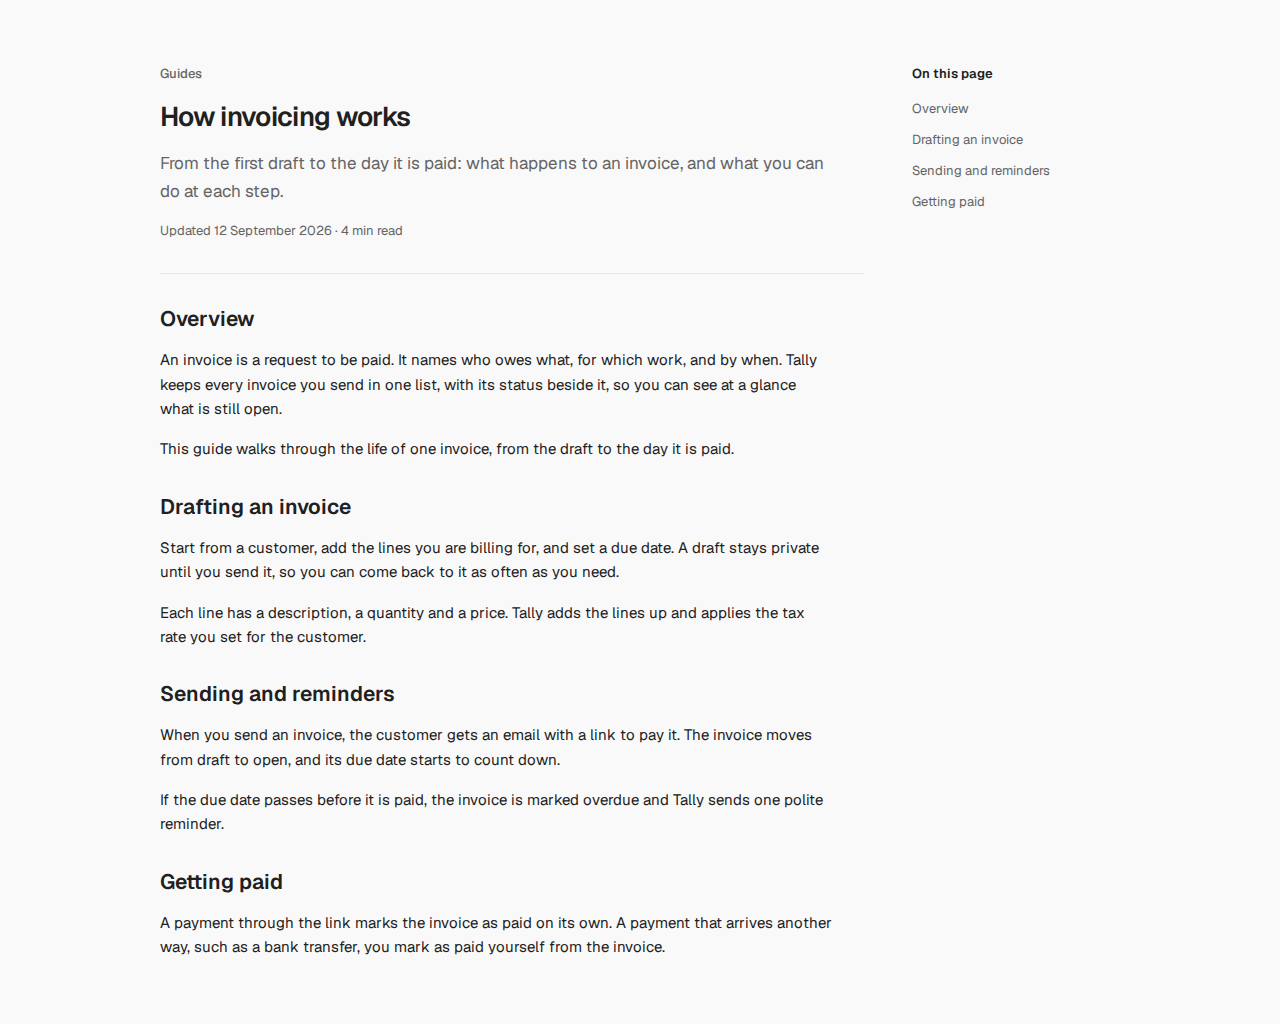 Guides
How invoicing works
From the first draft to the day it is paid: what happens to an invoice, and what you can
do at each step.
Updated 12 September 2026 · 4 min read
Overview
An invoice is a request to be paid. It names who owes what, for which work, and by when. Tally
keeps every invoice you send in one list, with its status beside it, so you can see at a glance
what is still open.
This guide walks through the life of one invoice, from the draft to the day it is paid.
Drafting an invoice
Start from a customer, add the lines you are billing for, and set a due date. A draft stays private
until you send it, so you can come back to it as often as you need.
Each line has a description, a quantity and a price. Tally adds the lines up and applies the tax
rate you set for the customer.
Sending and reminders
When you send an invoice, the customer gets an email with a link to pay it. The invoice moves
from draft to open, and its due date starts to count down.
If the due date passes before it is paid, the invoice is marked overdue and Tally sends one polite
reminder.
Getting paid
A payment through the link marks the invoice as paid on its own. A payment that arrives another
way, such as a bank transfer, you mark as paid yourself from the invoice.
On this page
Overview
Drafting an invoice
Sending and reminders
Getting paid